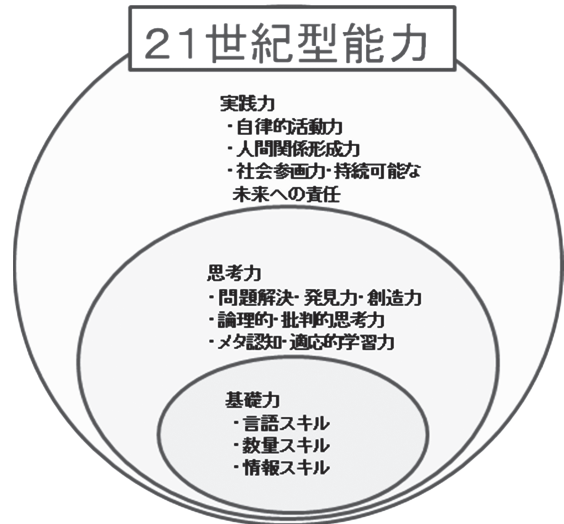 21世紀型能力
実践力
・自律的活動力
・人間関係形成力
・社会参画力・持続可能な
未来への責任
思考力
・問題解決・発見力・創造力
・論理的・批判的思考力
・メタ認知・適応的学習力
基礎力
・言語スキル
・数量スキル
・情報スキル